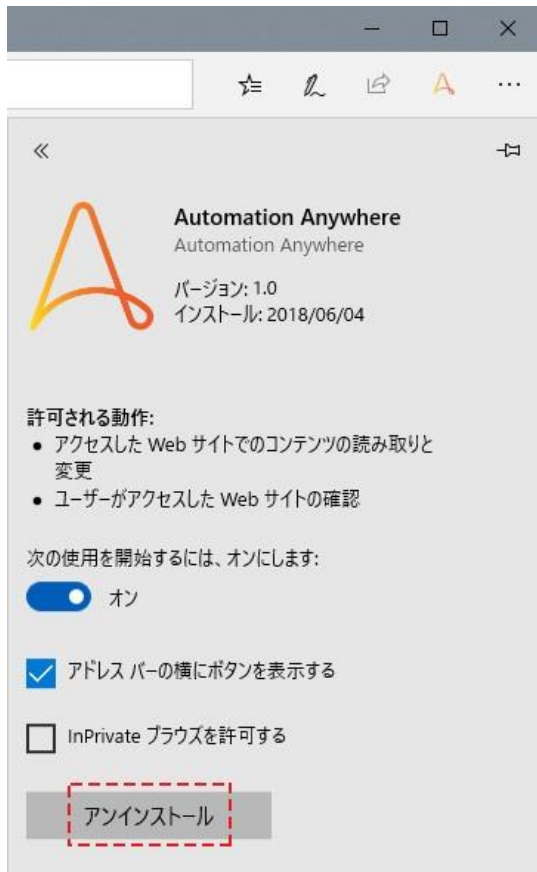 Automation Anywhere
Automation Anywhere
バージョン: 1.0
インストール: 2018/06/04
許可される動作:
● アクセスした Web サイトでのコンテンツの読み取りと
変更
● ユーザーがアクセスした Web サイトの確認
次の使用を開始するには、オンにします:
オン
アドレス バーの横にボタンを表示する
InPrivate ブラウズを許可する
アンインストール